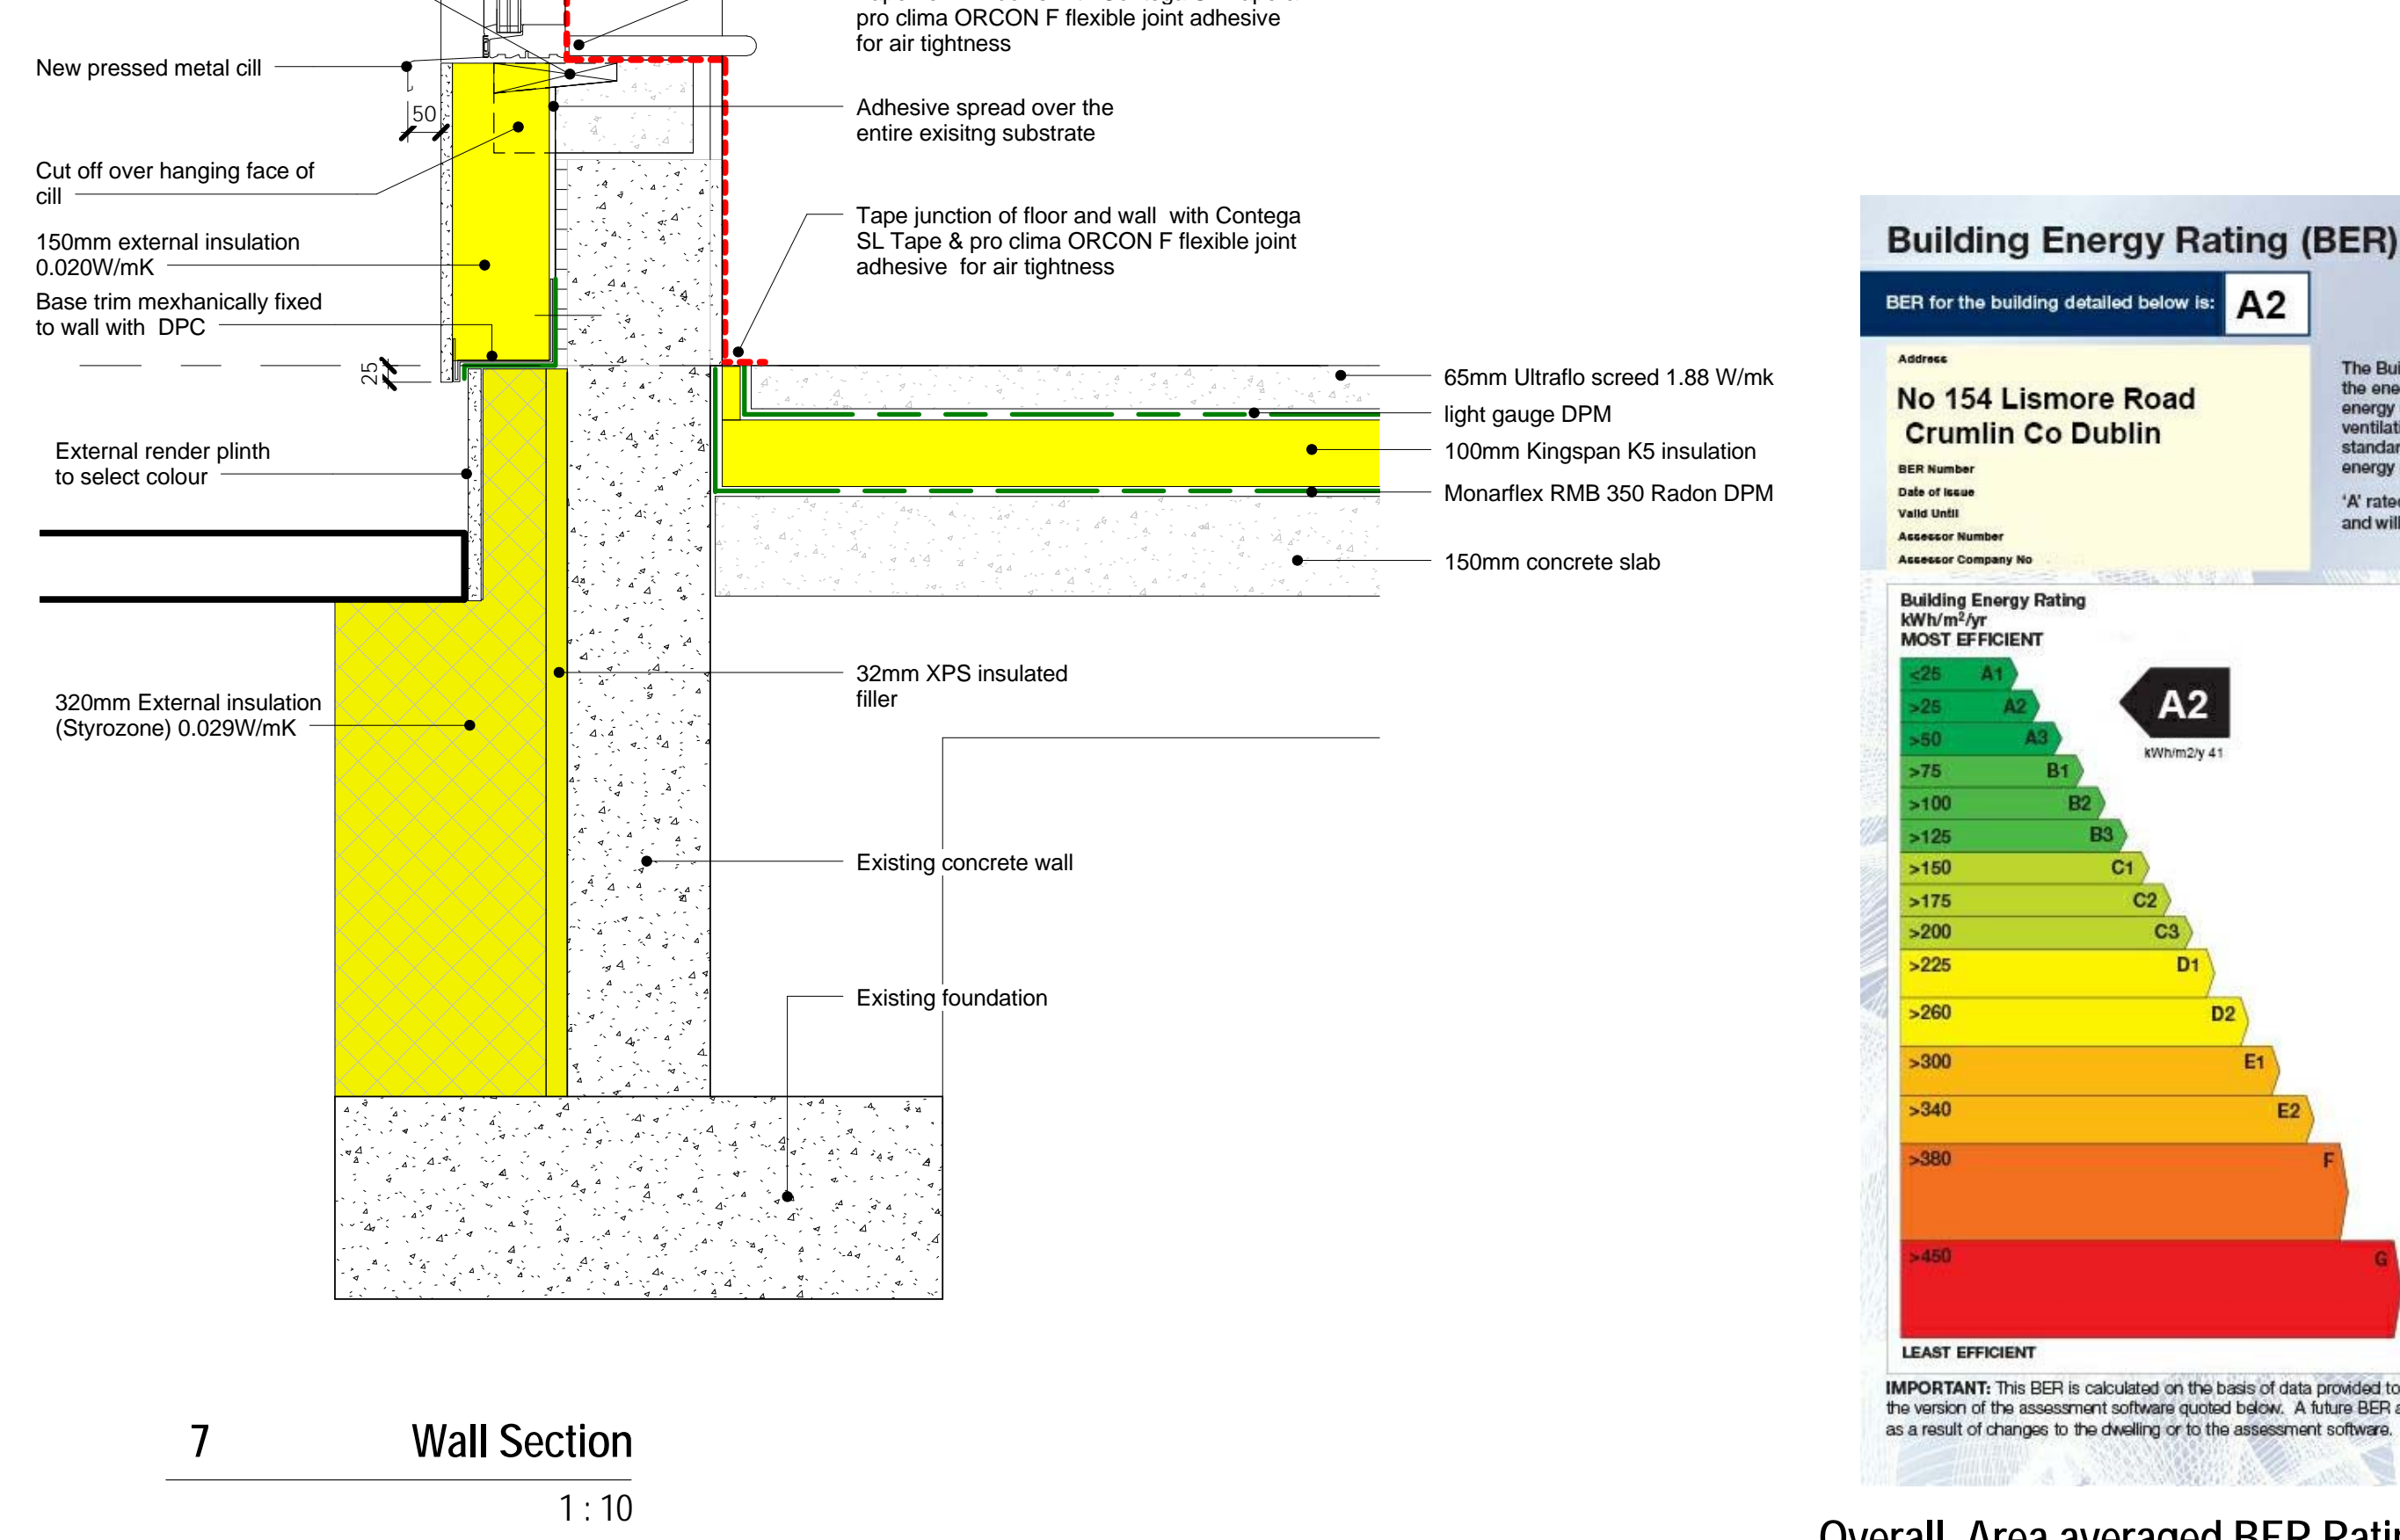 pro clima ORCON F flexible joint adhesive
for air tightness
New pressed metal cill
50
Adhesive spread over the
entire exisitng substrate
Cut off over hanging face of
cill
Tape junction of floor and wall with Contega
SL Tape & pro clima ORCON F flexible joint
adhesive for air tightness
150mm external insulation
0.020W/mK
Base trim mexhanically fixed
to wall with DPC
25
65mm Ultraflo screed 1.88 W/mk
light gauge DPM
100mm Kingspan K5 insulation
Monarflex RMB 350 Radon DPM
150mm concrete slab
External render plinth
to select colour
32mm XPS insulated
filler
320mm External insulation
(Styrozone) 0.029W/mK
Existing concrete wall
Existing foundation
7 Wall Section
1 : 10
Building Energy Rating (BER)
BER for the building detailed below is: A2
Address
No 154 Lismore Road
Crumlin Co Dublin
BER Number
Date of Issue
Valid Until
Assessor Number
Assessor Company No
The
the
energy
energy
'A'
and
Building Energy Rating
kWh/m²/yr
MOST EFFICIENT
≤25 A1
>25 A2
>50 A3
>75 B1
>100 B2
>125 B3
>150 C1
>175 C2
>200 C3
>225 D1
>260 D2
>300 E1
>340 E2
>380 F
>450 G
A2
kWh/m2/y 41
LEAST EFFICIENT
IMPORTANT: This BER is calculated on the basis of data provided to
the version of the assessment software quoted below. A future BER
as a result of changes to the dwelling or to the assessment software.
Overall Area averaged BER